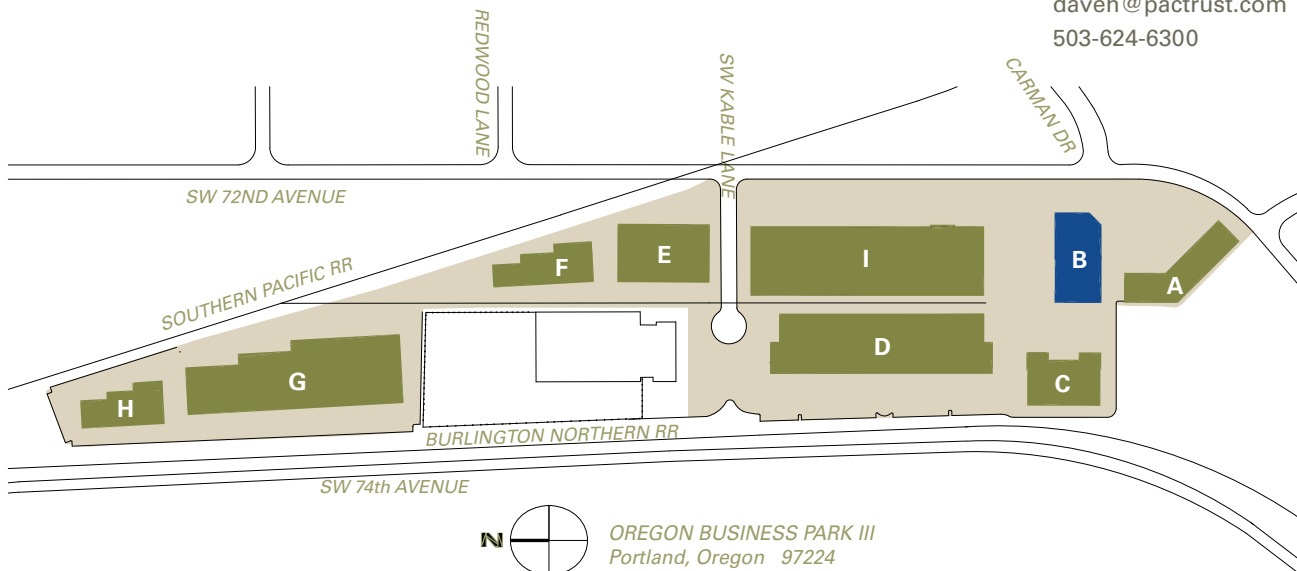 daven@pactrust.com
503-624-6300
REDWOOD LANE
SW KABLE LANE
CARMAN DR
SW 72ND AVENUE
SOUTHERN PACIFIC RR
F
E
I
B
A
D
C
G
H
BURLINGTON NORTHERN RR
SW 74th AVENUE
N
OREGON BUSINESS PARK III
Portland, Oregon 97224